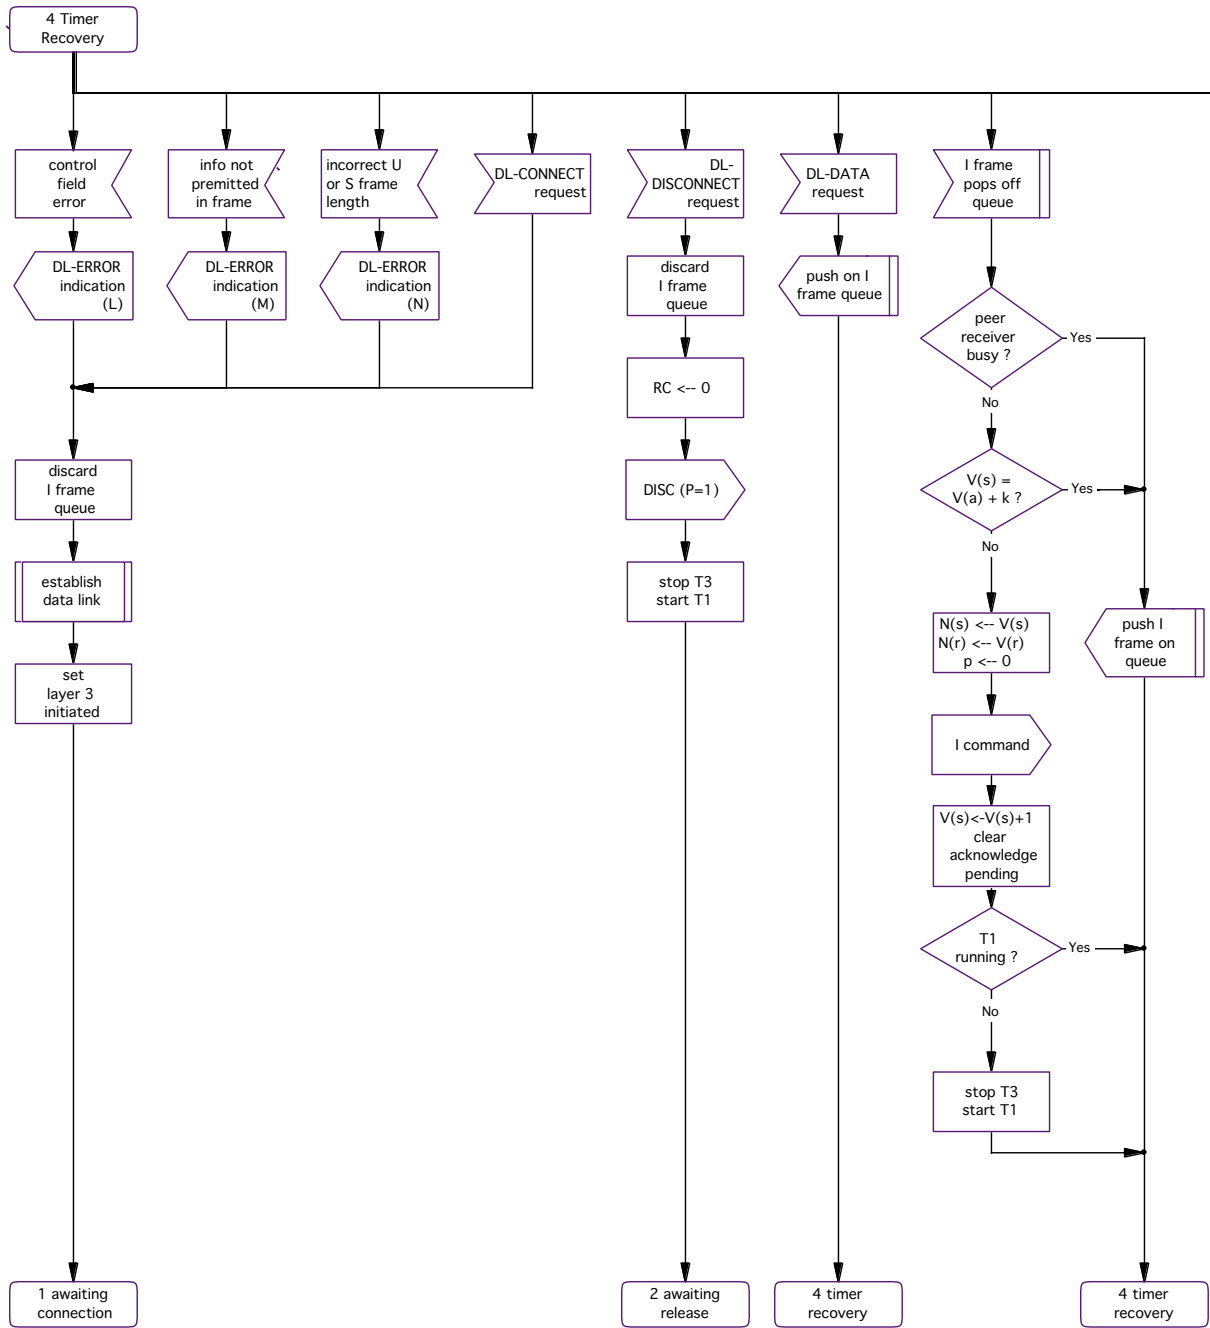 4 Timer
Recovery
control
field
error
info not
premitted
in frame
incorrect U
or S frame
length
DL-CONNECT
request
DL-
DISCONNECT
request
DL-DATA
request
I frame
pops off
queue
DL-ERROR
indication
(L)
DL-ERROR
indication
(M)
DL-ERROR
indication
(N)
discard
I frame
queue
push on I
frame queue
peer
receiver
busy ?
Yes
No
RC <-- 0
discard
I frame
queue
DISC (P=1)
V(s) =
V(a) + k ?
Yes
No
establish
data link
stop T3
start T1
N(s) <-- V(s)
N(r) <-- V(r)
p <-- 0
push I
frame on
queue
set
layer 3
initiated
I command
V(s)<-V(s)+1
clear
acknowledge
pending
T1
running ?
Yes
No
stop T3
start T1
1 awaiting
connection
2 awaiting
release
4 timer
recovery
4 timer
recovery